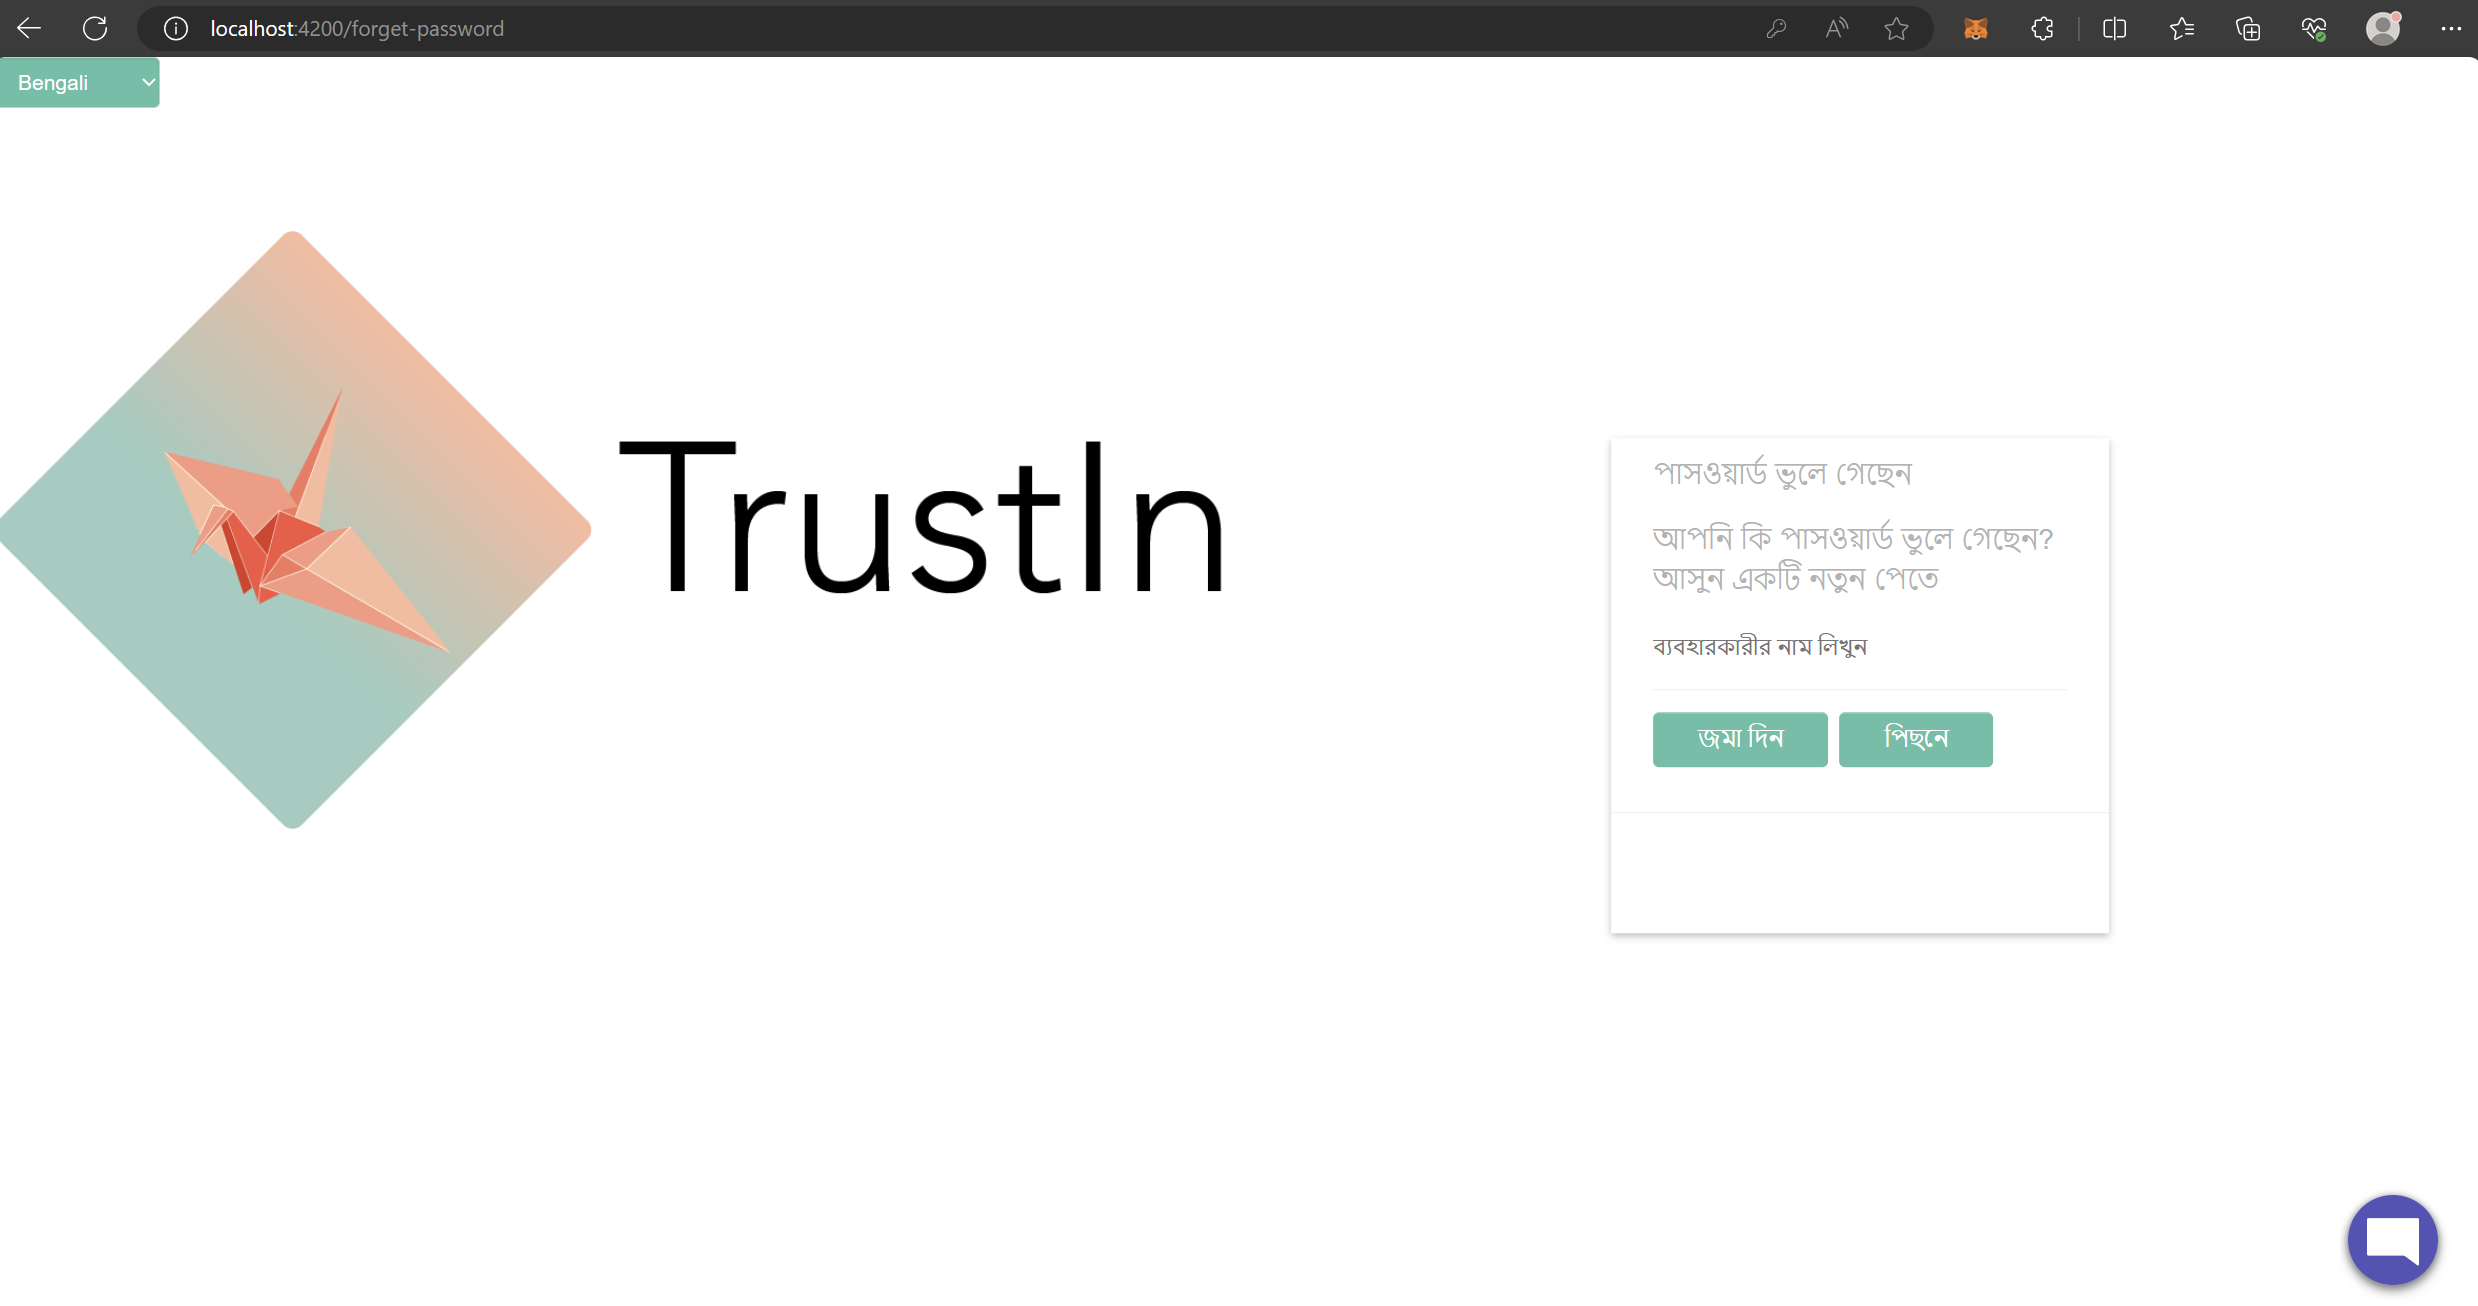 localhost:4200/forget-password
Bengali
TrustIn
পাসওয়ার্ড ভুলে গেছেন
আপনি কি পাসওয়ার্ড ভুলে গেছেন?
আসুন একটি নতুন পেতে
ব্যবহারকারীর নাম লিখুন
জমা দিন
পিছনে